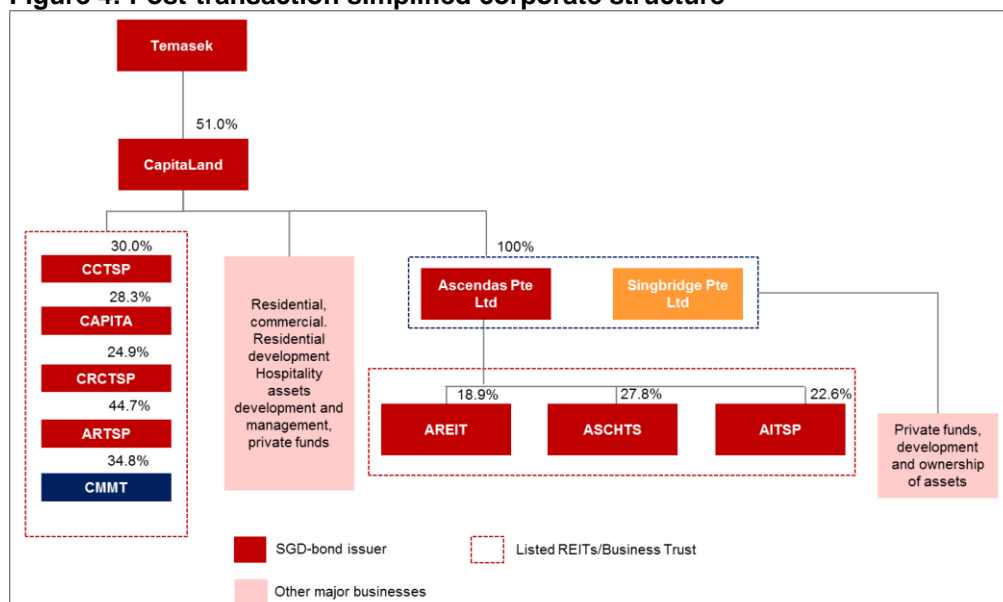 Figure 4: Post-transaction simplified corporate structure
Temasek
51.0%
CapitaLand
30.0%
CCTSP
28.3%
CAPITA
24.9%
CRCTSP
44.7%
ARTSP
34.8%
CMMT
Residential,
commercial.
Residential
development
Hospitality
assets
development and
management,
private funds
100%
Ascendas Pte
Ltd
Singbridge Pte
Ltd
18.9%
27.8%
22.6%
AREIT
ASCHTS
AITSP
Private funds,
development
and ownership
of assets
SGD-bond issuer
Listed REITs/Business Trust
Other major businesses